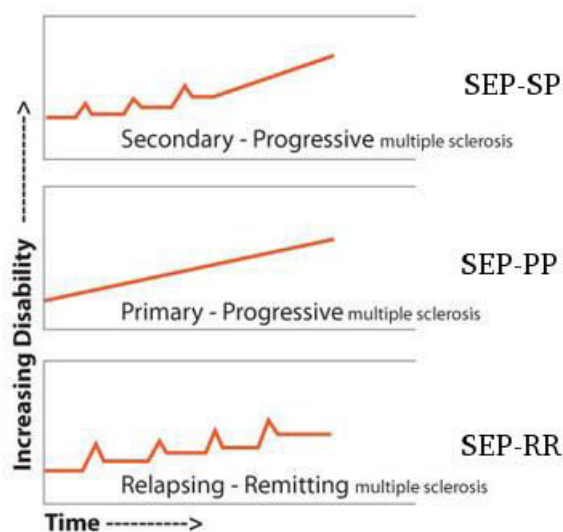 SEP-SP
Secondary - Progressive multiple sclerosis
SEP-PP
Primary - Progressive multiple sclerosis
SEP-RR
Relapsing - Remitting multiple sclerosis
Increasing Disability ---------->
Time ---------->